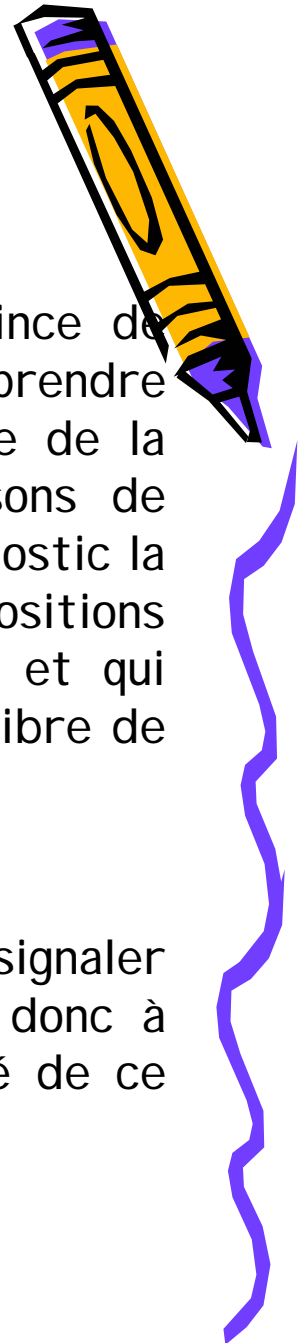 ince de
prendre
e de la
sons de
ostic la
ositions
et qui
ibre de
signaler
donc à
é de ce